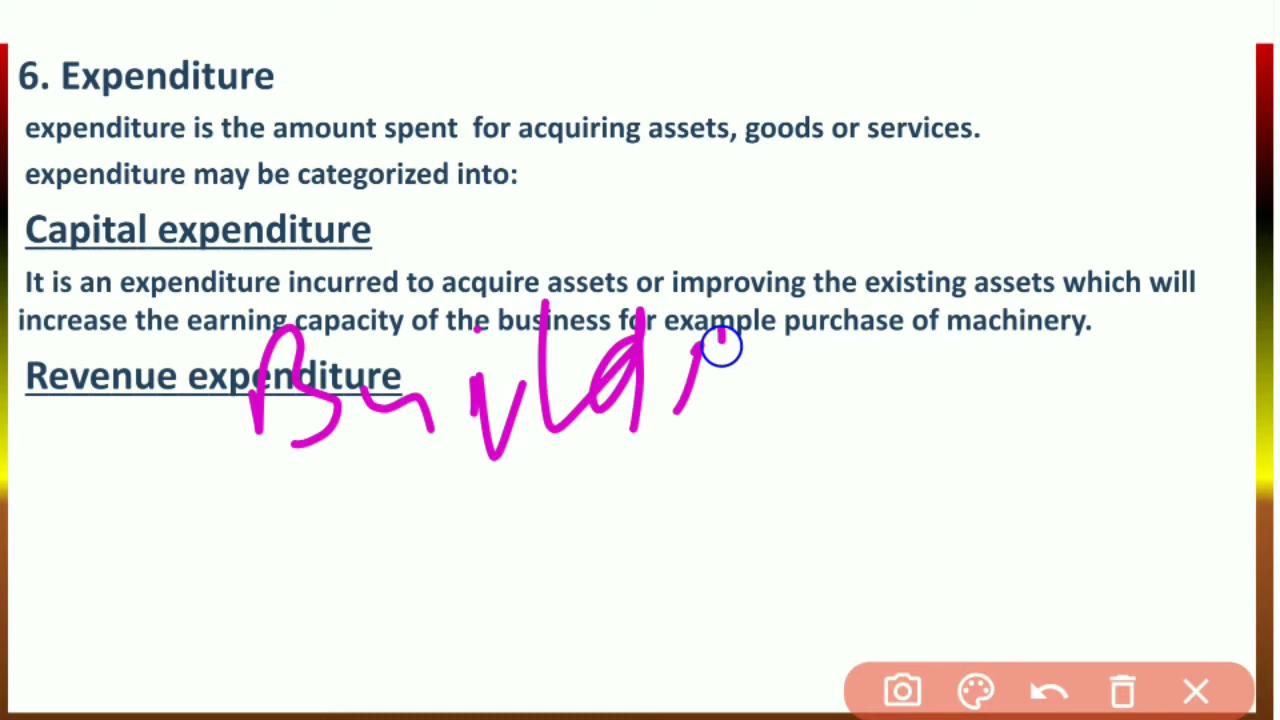 6. Expenditure
expenditure is the amount spent for acquiring assets, goods or services.
expenditure may be categorized into:
Capital expenditure
It is an expenditure incurred to acquire assets or improving the existing assets which will
increase the earning capacity of the business for example purchase of machinery.
Revenue expenditure
Buildi